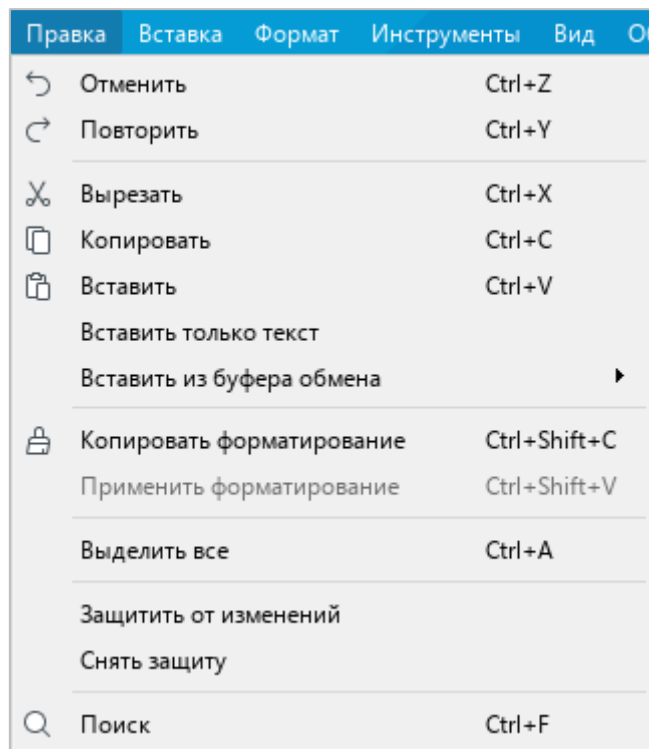 Правка Вставка Формат Инструменты Вид
Отменить Ctrl+Z
Повторить Ctrl+Y
Вырезать Ctrl+X
Копировать Ctrl+C
Вставить Ctrl+V
Вставить только текст
Вставить из буфера обмена
Копировать форматирование Ctrl+Shift+C
Применить форматирование Ctrl+Shift+V
Выделить все Ctrl+A
Защитить от изменений
Снять защиту
Поиск Ctrl+F